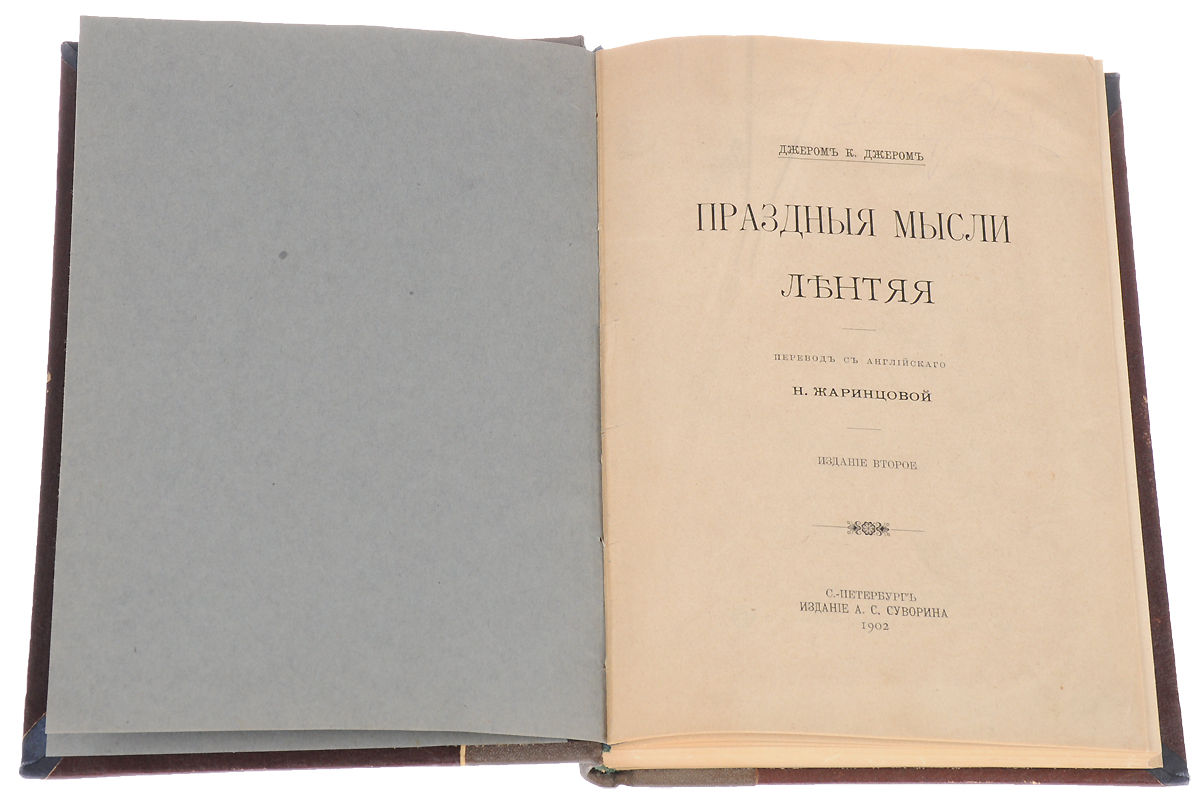 ДЖЕРОМЪ К. ДЖЕРОМЪ
ПРАЗДНЫЯ МЫСЛИ
ЛѢНТЯЯ
ПЕРЕВОДЪ СЪ АНГЛІЙСКАГО
Н. ЖАРИНЦОВОЙ
ИЗДАНІЕ ВТОРОЕ
С.-ПЕТЕРБУРГЪ
ИЗДАНІЕ А. С. СУВОРИНА
1902